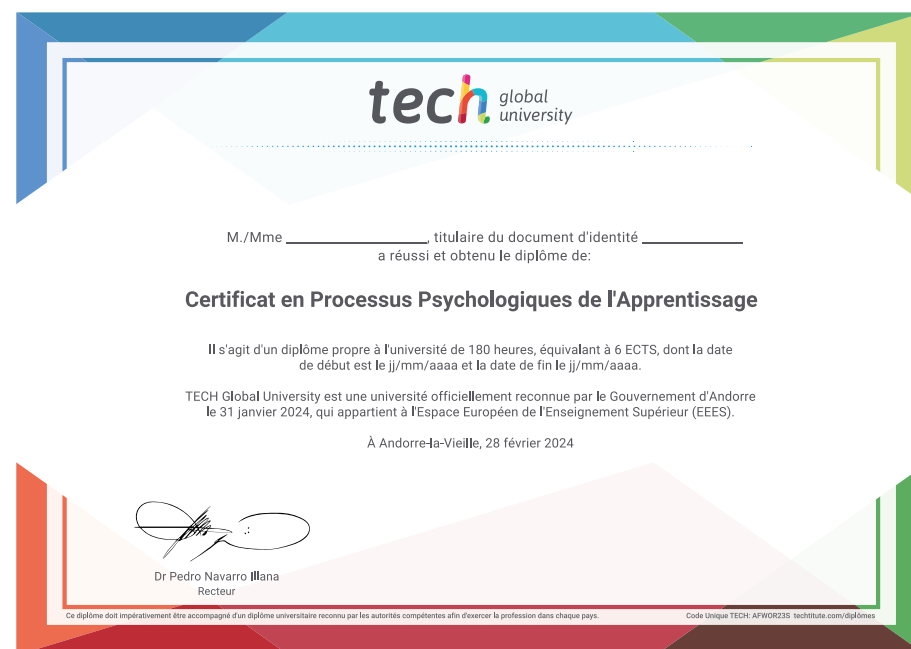 tech global university
M./Mme ____________, titulaire du document d'identité ____________
a réussi et obtenu le diplôme de:
Certificat en Processus Psychologiques de l'Apprentissage
Il s'agit d'un diplôme propre à l'université de 180 heures, équivalant à 6 ECTS, dont la date
de début est le jj/mm/aaaa et la date de fin le jj/mm/aaaa.
TECH Global University est une université officiellement reconnue par le Gouvernement d'Andorre
le 31 janvier 2024, qui appartient à l'Espace Européen de l'Enseignement Supérieur (EEES).
À Andorre-la-Vieille, 28 février 2024
Dr Pedro Navarro Illana
Recteur
Ce diplôme doit impérativement être accompagné d'un diplôme universitaire reconnu par les autorités compétentes afin d'exercer la profession dans chaque pays.
Code Unique TECH: AFWOR23S techtitute.com/diplômes